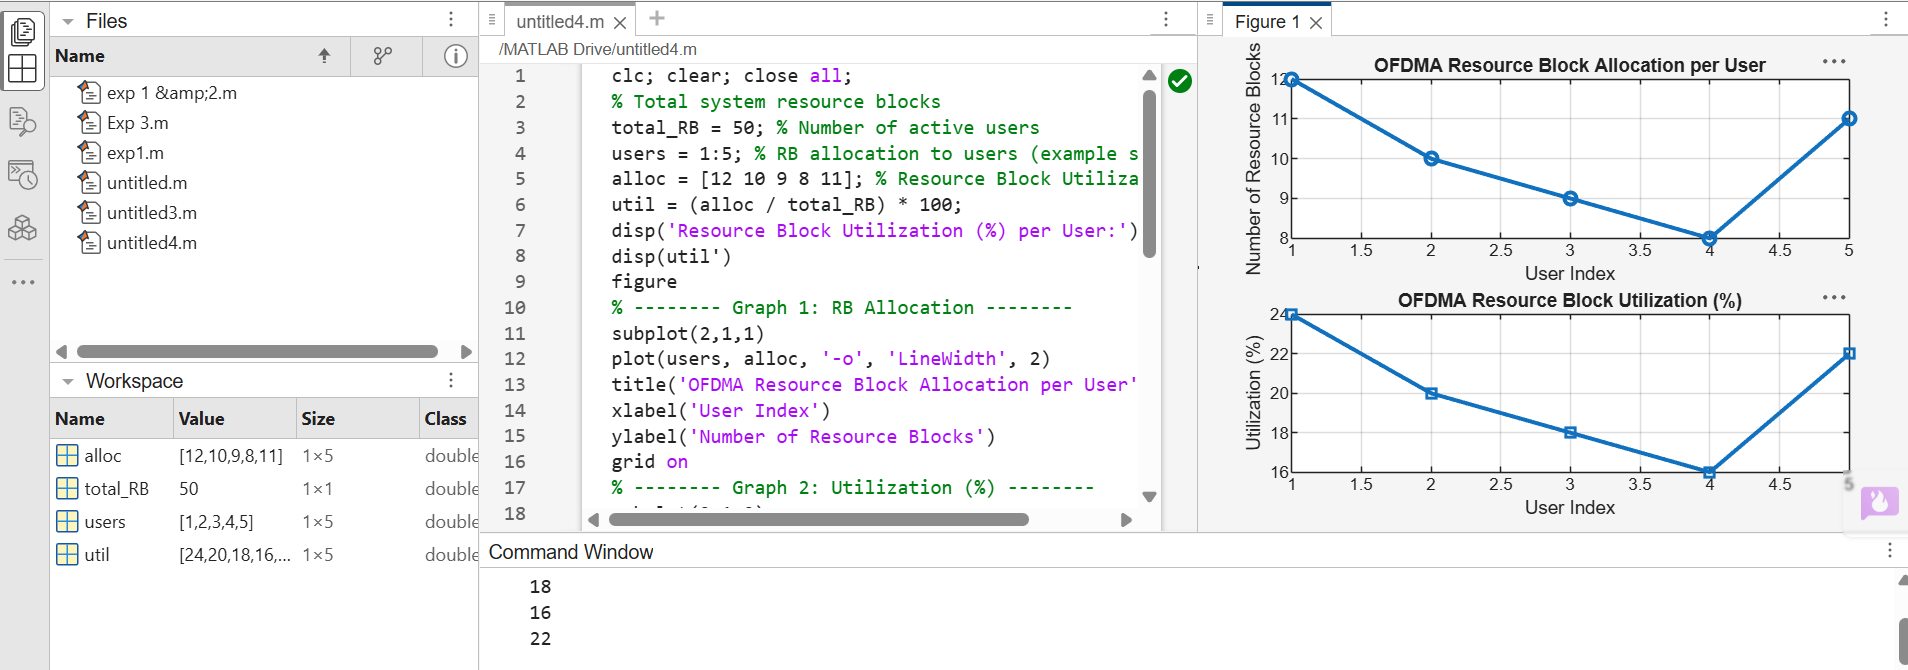 Files
Name
exp 1 &amp;2.m
Exp 3.m
exp1.m
untitled.m
untitled3.m
untitled4.m
Workspace
Name Value Size Class
alloc [12,10,9,8,11] 1×5 double
total_RB 50 1×1 double
users [1,2,3,4,5] 1×5 double
util [24,20,18,16,... 1×5 double
untitled4.m
/MATLAB Drive/untitled4.m
1 clc; clear; close all;
2 % Total system resource blocks
3 total_RB = 50; % Number of active users
4 users = 1:5; % RB allocation to users (example s
5 alloc = [12 10 9 8 11]; % Resource Block Utiliza
6 util = (alloc / total_RB) * 100;
7 disp('Resource Block Utilization (%) per User:')
8 disp(util')
9 figure
10 % -------- Graph 1: RB Allocation --------
11 subplot(2,1,1)
12 plot(users, alloc, '-o', 'LineWidth', 2)
13 title('OFDMA Resource Block Allocation per User'
14 xlabel('User Index')
15 ylabel('Number of Resource Blocks')
16 grid on
17 % -------- Graph 2: Utilization (%) --------
18
Figure 1
OFDMA Resource Block Allocation per User
Number of Resource Blocks
12
11
10
9
8
1 1.5 2 2.5 3 3.5 4 4.5 5
User Index
OFDMA Resource Block Utilization (%)
Utilization (%)
24
22
20
18
16
1 1.5 2 2.5 3 3.5 4 4.5 5
User Index
Command Window
18
16
22